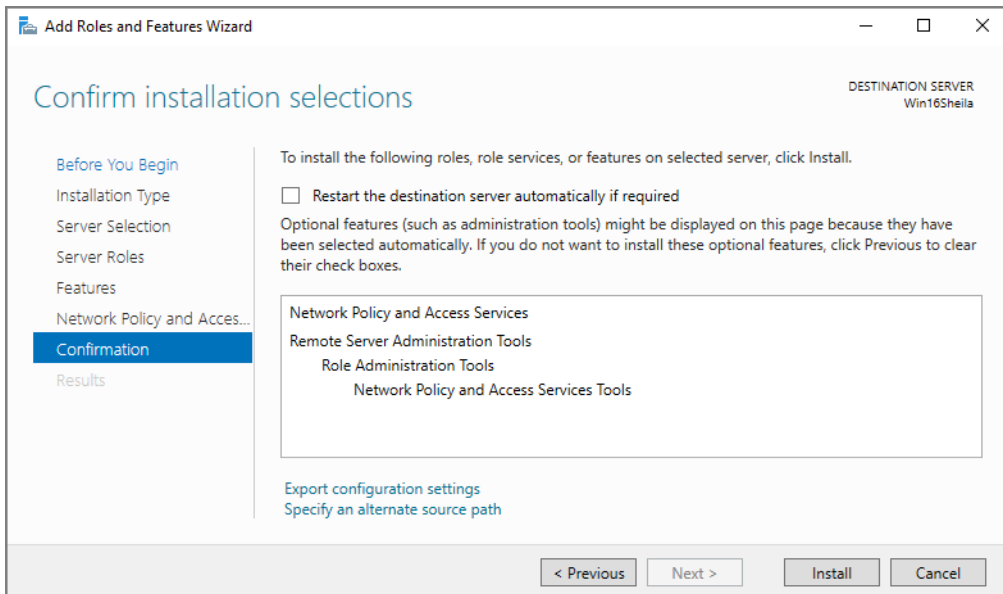 Add Roles and Features Wizard
Confirm installation selections
DESTINATION SERVER
Win16Sheila
Before You Begin
Installation Type
Server Selection
Server Roles
Features
Network Policy and Acces...
Confirmation
Results
To install the following roles, role services, or features on selected server, click Install.
Restart the destination server automatically if required
Optional features (such as administration tools) might be displayed on this page because they have
been selected automatically. If you do not want to install these optional features, click Previous to clear
their check boxes.
Network Policy and Access Services
Remote Server Administration Tools
Role Administration Tools
Network Policy and Access Services Tools
Export configuration settings
Specify an alternate source path
< Previous
Next >
Install
Cancel